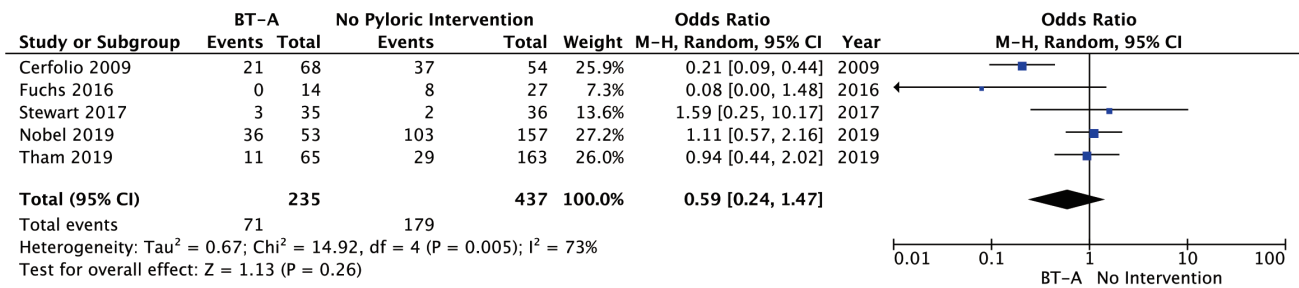 BT-A No Pyloric Intervention Odds Ratio Odds Ratio
Study or Subgroup Events Total Events Total Weight M-H, Random, 95% CI Year M-H, Random, 95% CI
Cerfolio 2009 21 68 37 54 25.9% 0.21 [0.09, 0.44] 2009
Fuchs 2016 0 14 8 27 7.3% 0.08 [0.00, 1.48] 2016
Stewart 2017 3 35 2 36 13.6% 1.59 [0.25, 10.17] 2017
Nobel 2019 36 53 103 157 27.2% 1.11 [0.57, 2.16] 2019
Tham 2019 11 65 29 163 26.0% 0.94 [0.44, 2.02] 2019
Total (95% CI) 235 437 100.0% 0.59 [0.24, 1.47]
Total events 71 179
Heterogeneity: Tau² = 0.67; Chi² = 14.92, df = 4 (P = 0.005); I² = 73%
Test for overall effect: Z = 1.13 (P = 0.26)
0.01 0.1 1 10 100
BT-A No Intervention